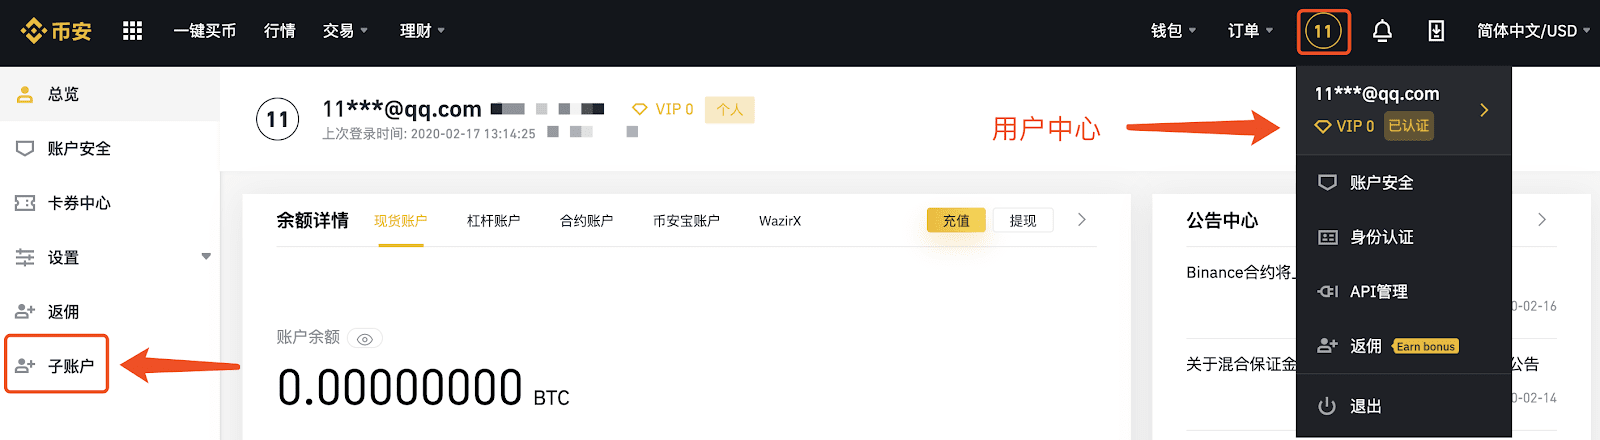 币安
一键买币
行情
交易
理财
钱包
订单
11
简体中文/USD
总览
账户安全
卡券中心
设置
返佣
子账户
11
11***@qq.com
VIP 0
个人
上次登录时间: 2020-02-17 13:14:25
用户中心
余额详情
现货账户
杠杆账户
合约账户
币安宝账户
WazirX
充值
提现
账户余额
0.00000000 BTC
公告中心
Binance合约将
0-02-16
关于混合保证金
公告
0-02-14
11***@qq.com
VIP 0
已认证
账户安全
身份认证
API管理
返佣
Earn bonus
退出